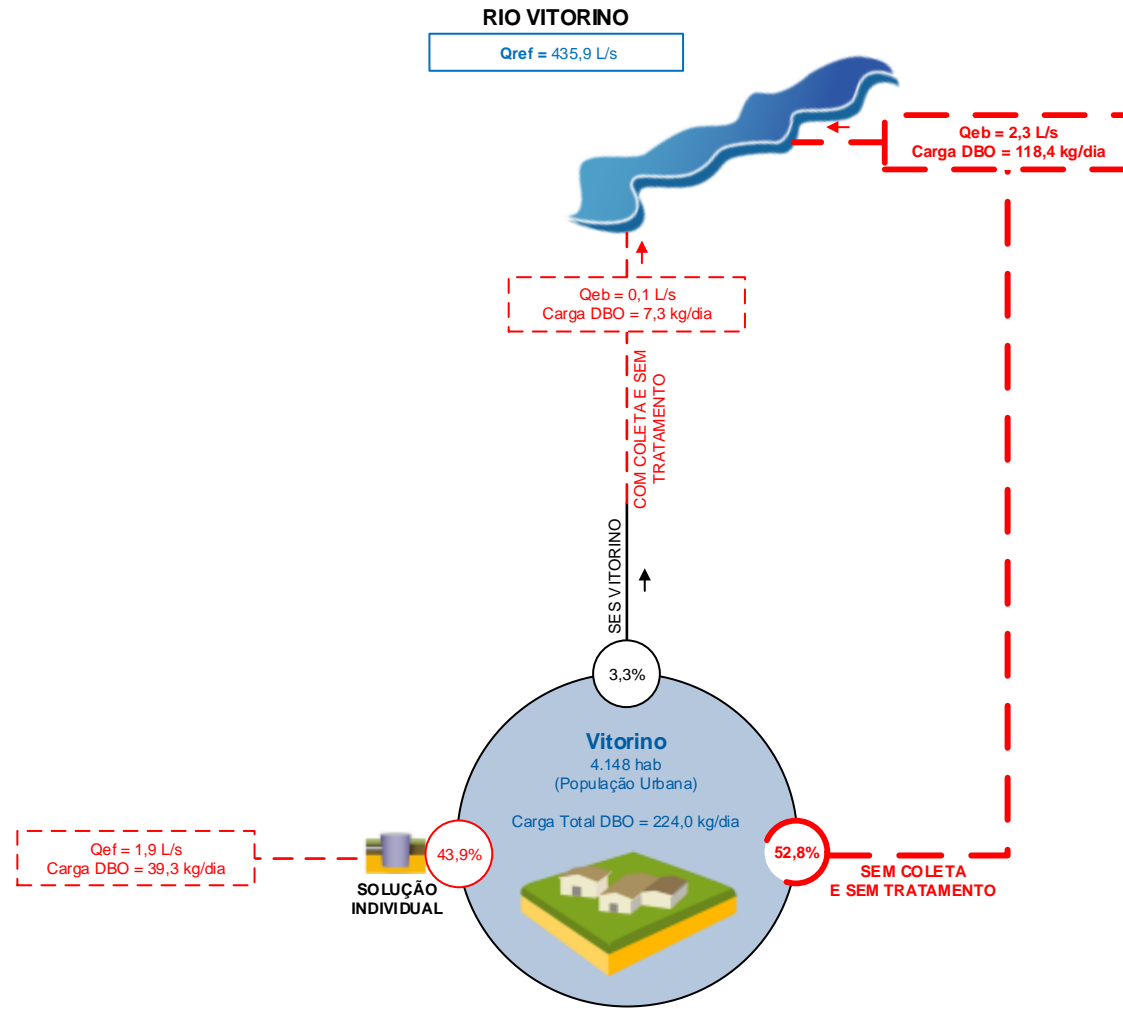 RIO VITORINO
Qref = 435,9 L/s
Qeb = 2,3 L/s
Carga DBO = 118,4 kg/dia
Qeb = 0,1 L/s
Carga DBO = 7,3 kg/dia
COM COLETA E SEM
TRATAMENTO
SES VITORINO
3,3%
Vitorino
4.148 hab
(População Urbana)
Carga Total DBO = 224,0 kg/dia
Qef = 1,9 L/s
Carga DBO = 39,3 kg/dia
43,9%
SOLUÇÃO
INDIVIDUAL
52,8%
SEM COLETA
E SEM TRATAMENTO